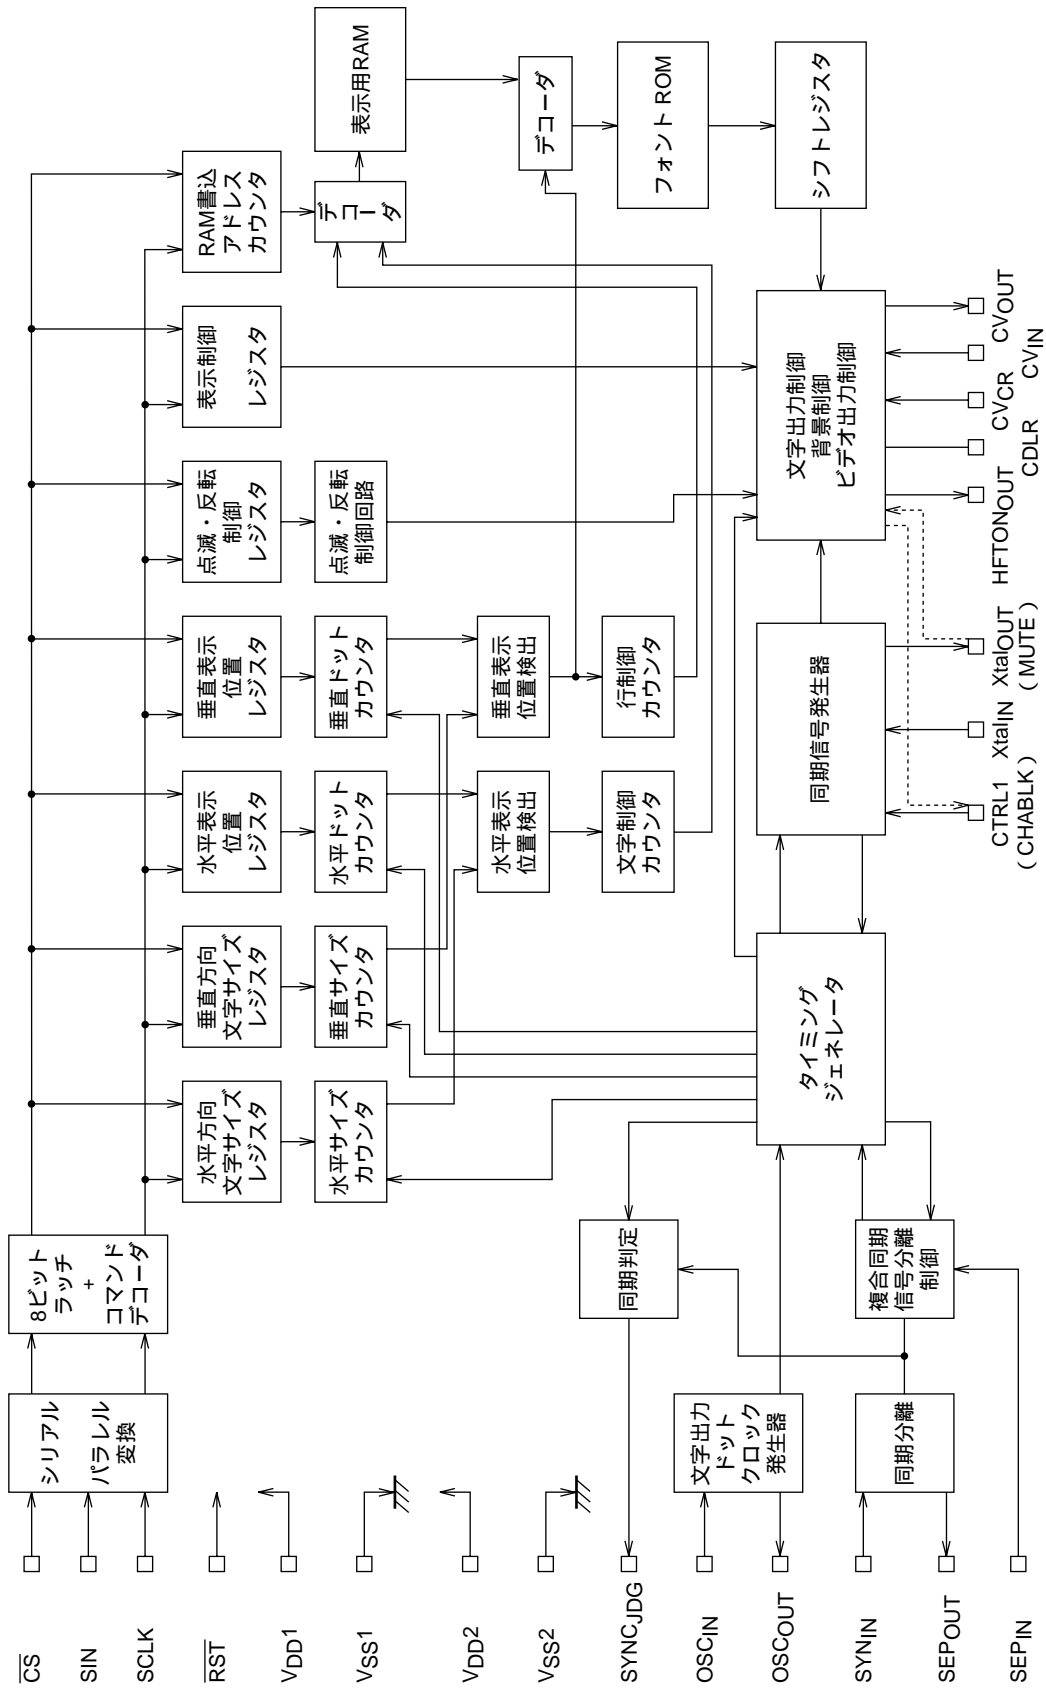 CS
SIN
SCLK
RST
VDD1
VSS1
VDD2
VSS2
SYNCJDG
OSCIN
OSCOUT
SYNIN
SEPOUT
SEPIN
シリアル
パラレル
変換
8ビット
ラッチ
+
コマンド
デコーダ
水平方向
文字サイズ
レジスタ
垂直方向
文字サイズ
レジスタ
水平表示
位置
レジスタ
垂直表示
位置
レジスタ
点滅・反転
制御
レジスタ
表示制御
レジスタ
RAM書込
アドレス
カウンタ
水平サイズ
カウンタ
垂直サイズ
カウンタ
水平ドット
カウンタ
垂直ドット
カウンタ
点滅・反転
制御回路
デコーダ
表示用RAM
水平表示
位置検出
垂直表示
位置検出
デコーダ
文字制御
カウンタ
行制御
カウンタ
フォントROM
同期判定
文字出力
ドット
クロック
発生器
同期分離
複合同期
信号分離
制御
タイミング
ジェネレータ
同期信号発生器
文字出力制御
背景制御
ビデオ出力制御
シフトレジスタ
CTRL1
(CHABLK)
XtalIN
XtalOUT
(MUTE)
HFTONOUT
CDLR
CVCR
CVIN
CVOUT